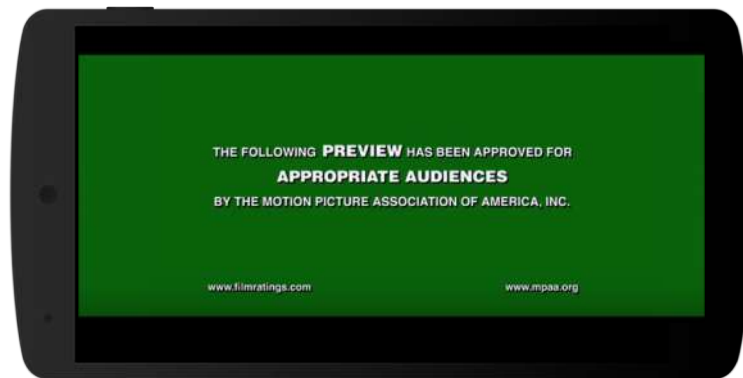 THE FOLLOWING PREVIEW HAS BEEN APPROVED FOR
APPROPRIATE AUDIENCES
BY THE MOTION PICTURE ASSOCIATION OF AMERICA, INC.
www.filmratings.com www.mpaa.org